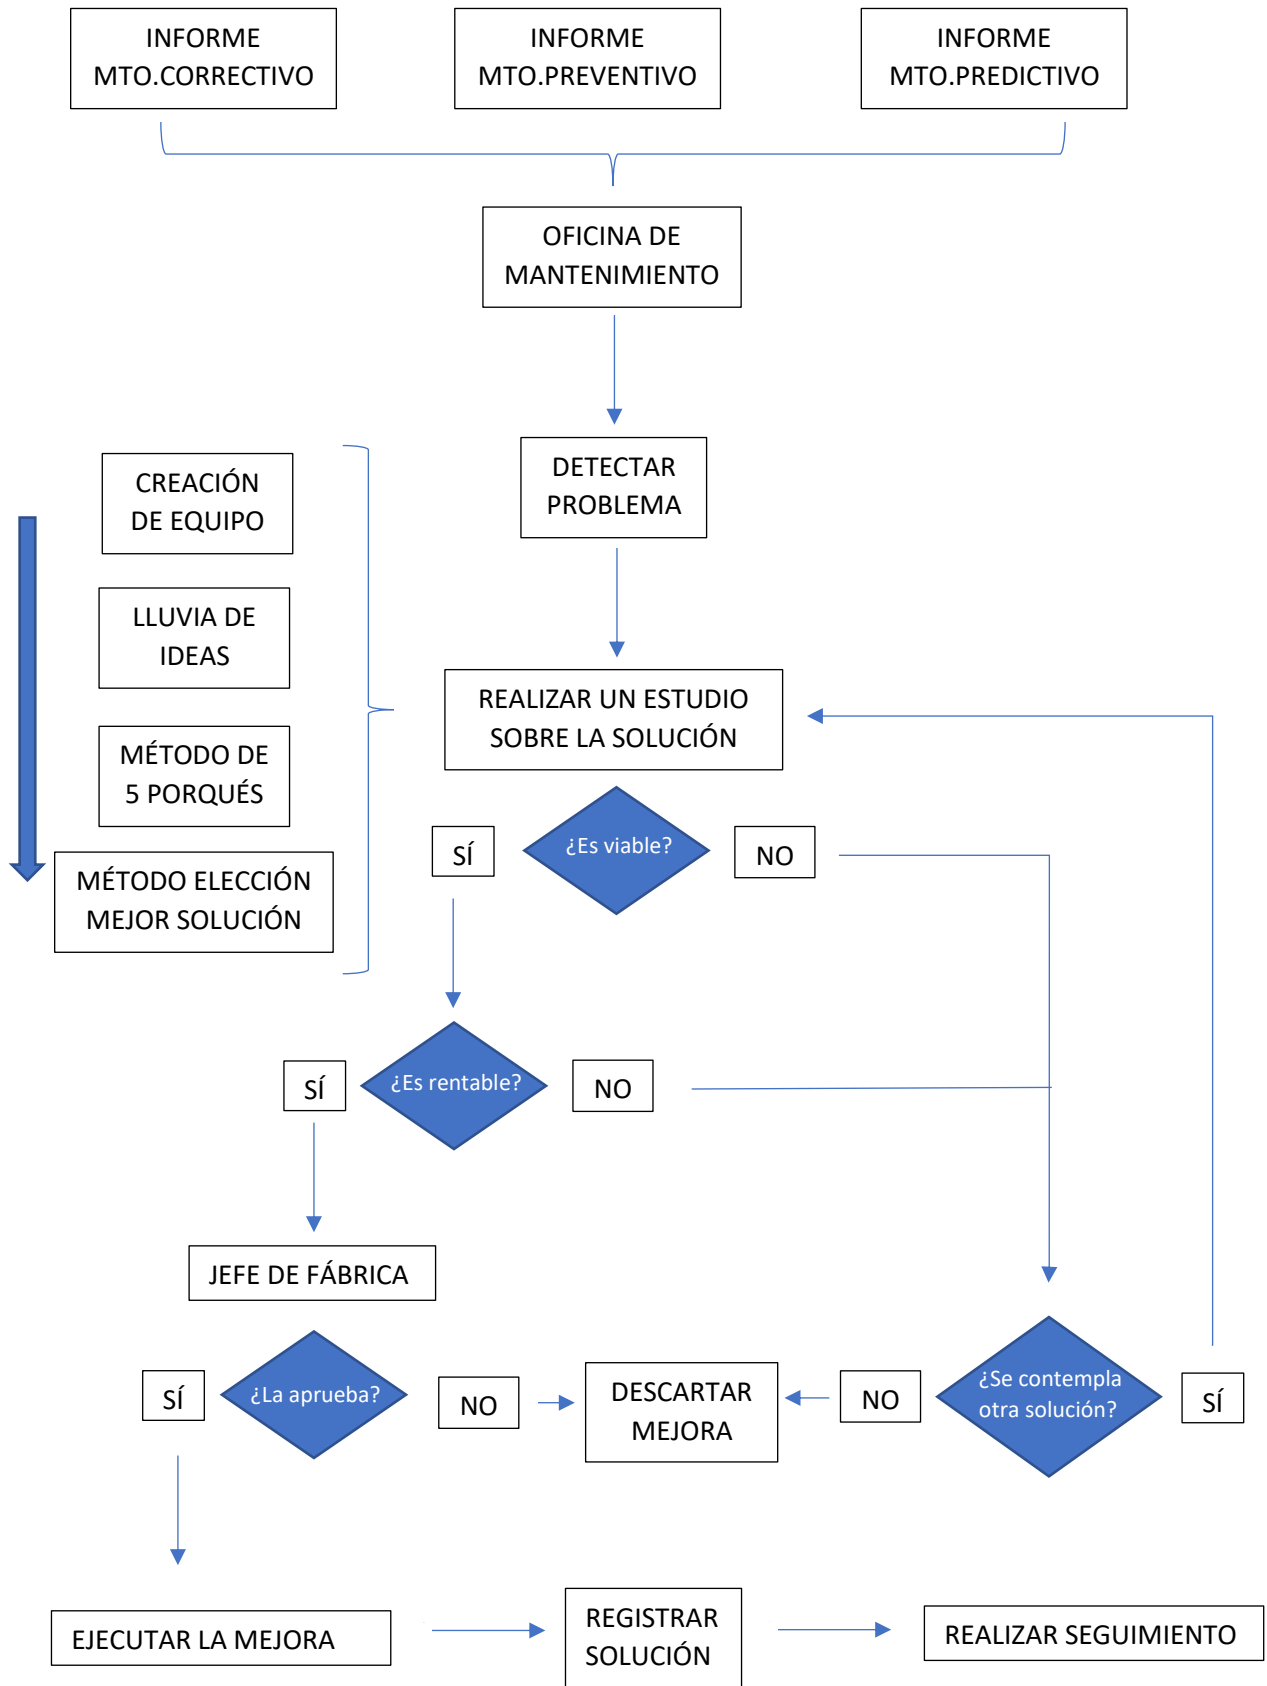 INFORME
MTO.CORRECTIVO
INFORME
MTO.PREVENTIVO
INFORME
MTO.PREDICTIVO
OFICINA DE
MANTENIMIENTO
DETECTAR
PROBLEMA
CREACIÓN
DE EQUIPO
LLUVIA DE
IDEAS
MÉTODO DE
5 PORQUÉS
MÉTODO ELECCIÓN
MEJOR SOLUCIÓN
REALIZAR UN ESTUDIO
SOBRE LA SOLUCIÓN
SÍ
¿Es viable?
NO
SÍ
¿Es rentable?
NO
JEFE DE FÁBRICA
SÍ
¿La aprueba?
NO
DESCARTAR
MEJORA
NO
¿Se contempla
otra solución?
SÍ
EJECUTAR LA MEJORA
REGISTRAR
SOLUCIÓN
REALIZAR SEGUIMIENTO